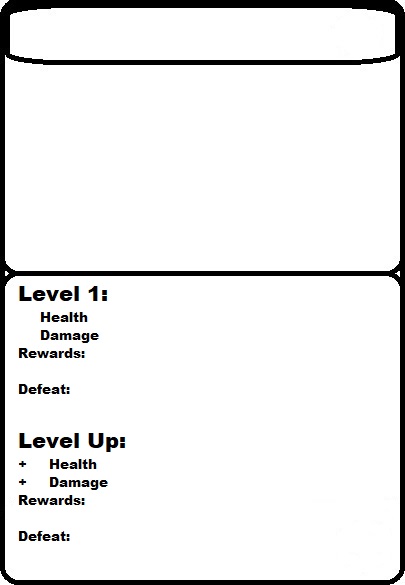 Level 1:
Health
Damage
Rewards:
Defeat:
Level Up:
+ Health
+ Damage
Rewards:
Defeat: